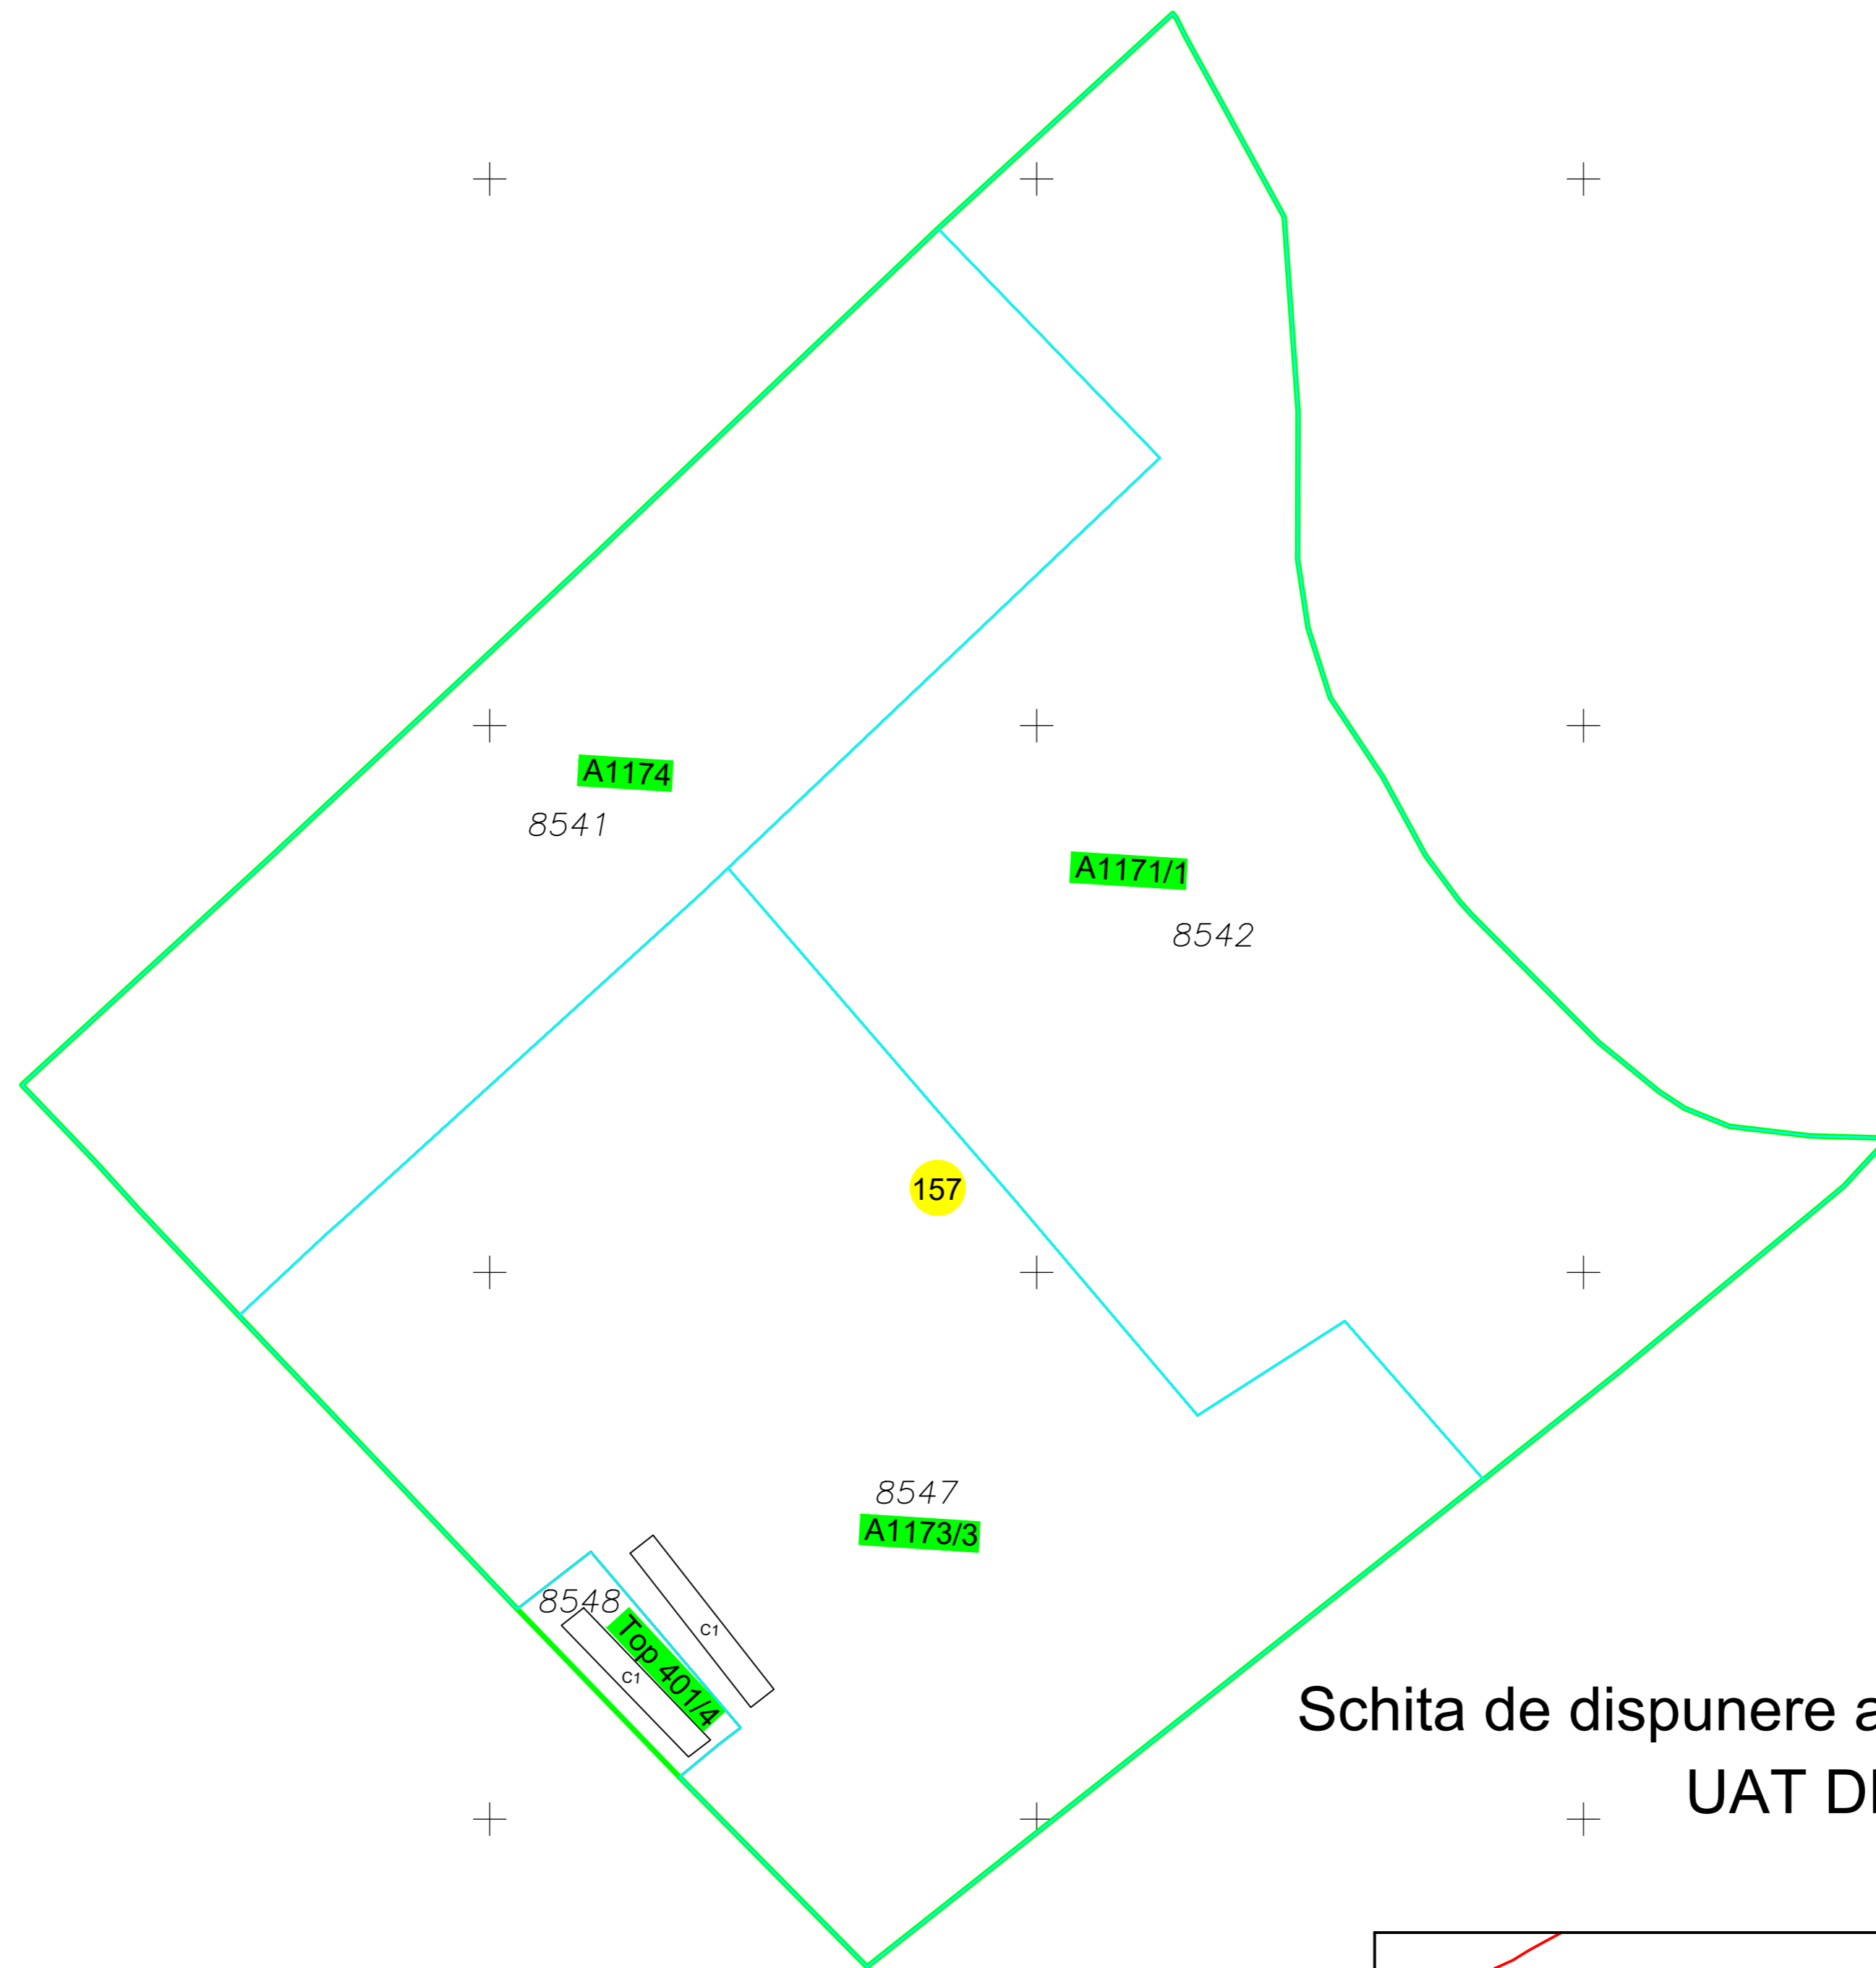 A1174
8541
A1171/1
8542
157
8547
A1173/3
8548
Top 401/4
C1
C1
Schita de dispunere
UAT